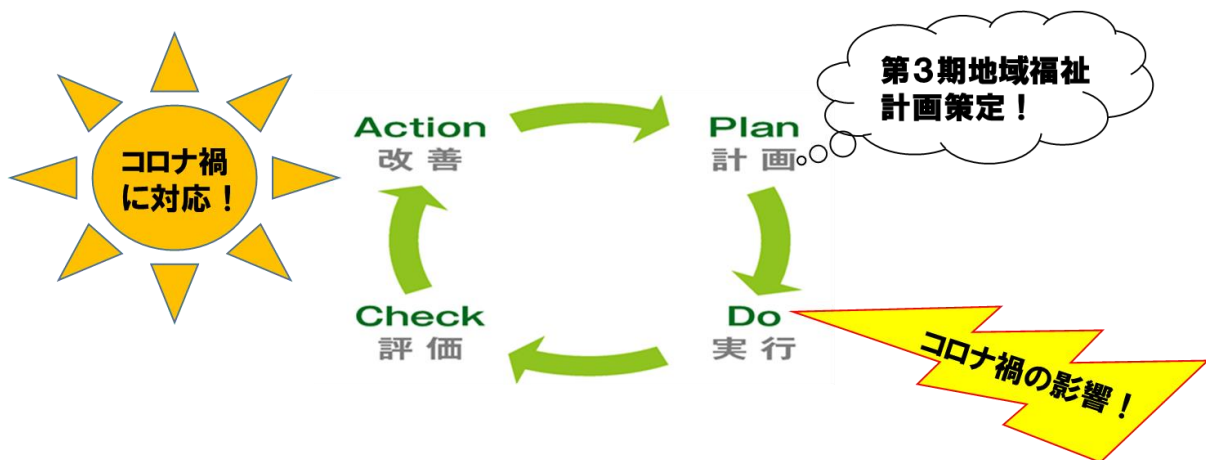 第３期地域福祉
計画策定！
コロナ禍
に対応！
Action
改善
Plan
計画
Check
評価
Do
実行
コロナ禍の影響！